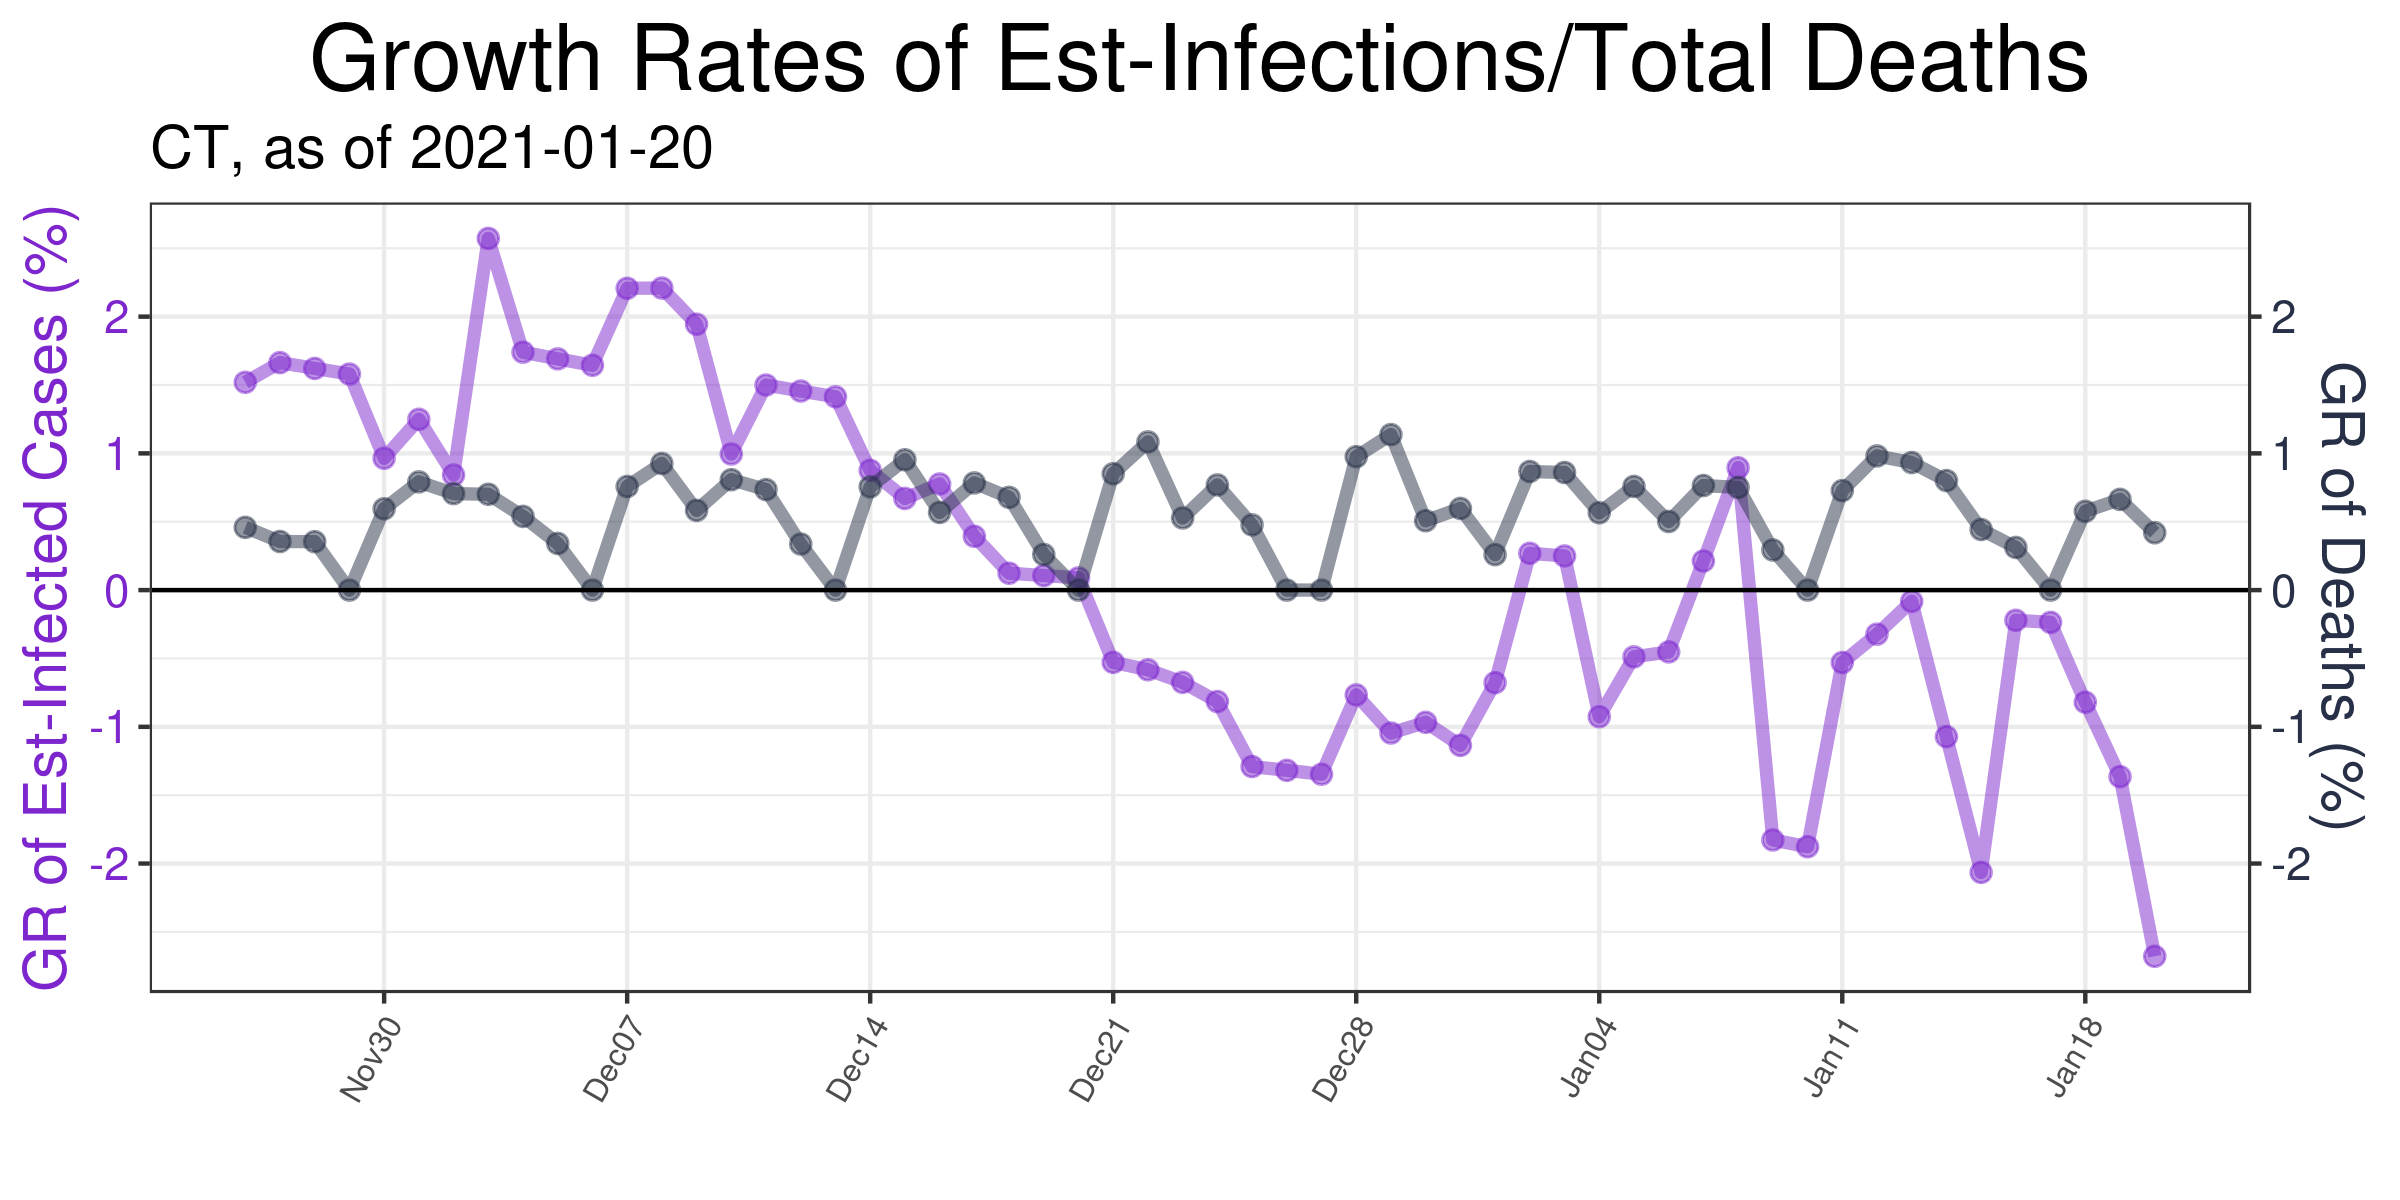 Growth Rates of Est-Infections/Total Deaths
CT, as of 2021-01-20
GR of Est-Infected Cases (%)
2
1
0
-1
-2
2
1
0
-1
-2
GR of Deaths (%)
Nov30
Dec07
Dec14
Dec21
Dec28
Jan04
Jan11
Jan18